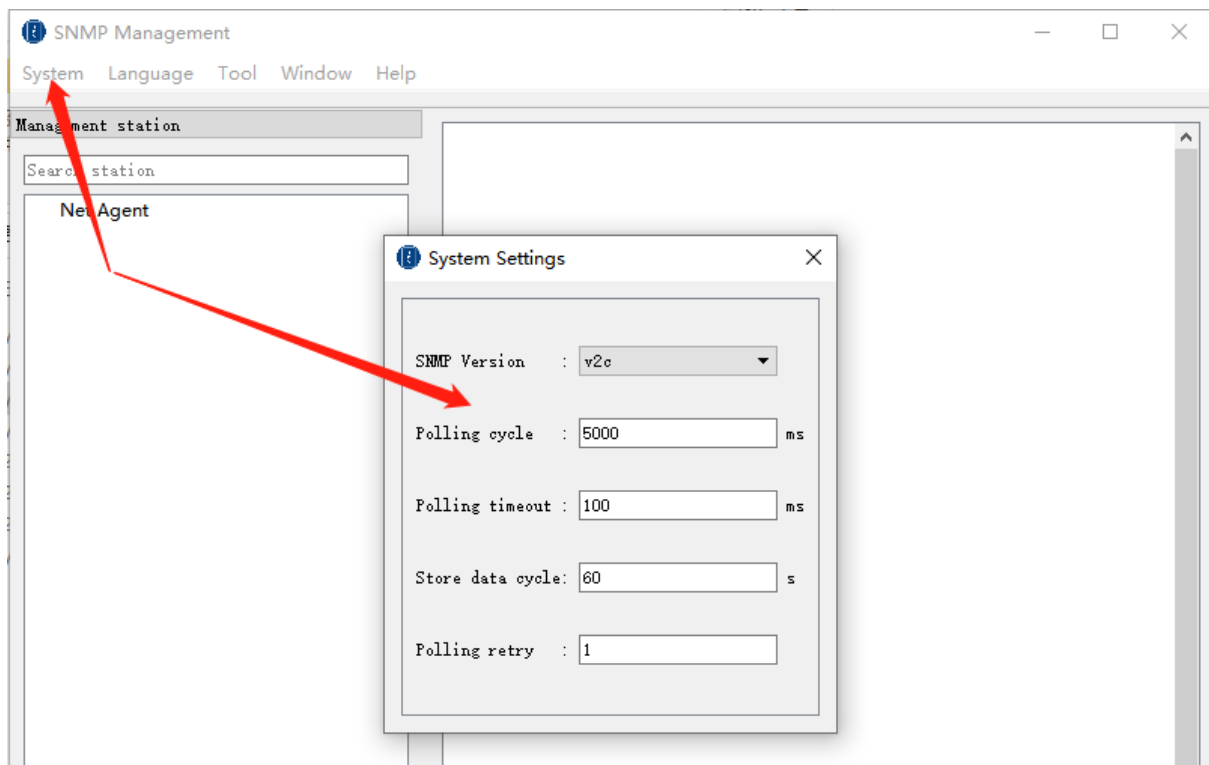 SNMP Management
System Language Tool Window Help
Management station
Search station
Net Agent
System Settings
SNMP Version : v2c
Polling cycle : 5000 ms
Polling timeout : 100 ms
Store data cycle: 60 s
Polling retry : 1